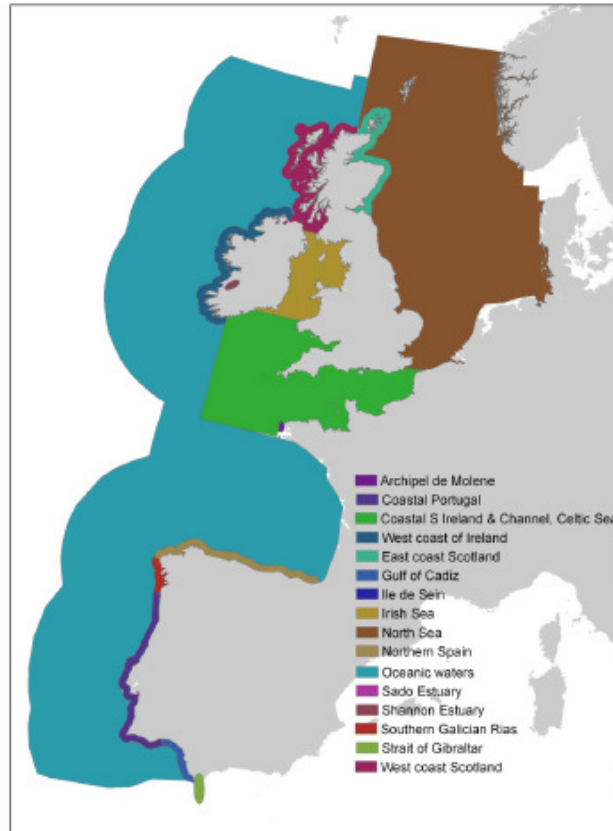 Archipel de Molene
Coastal Portugal
Coastal S Ireland & Channel, Celtic Sea
West coast of Ireland
East coast Scotland
Gulf of Cadiz
Ile de Sein
Irish Sea
North Sea
Northern Spain
Oceanic waters
Sado Estuary
Shannon Estuary
Southern Galician Rias
Strait of Gibraltar
West coast Scotland